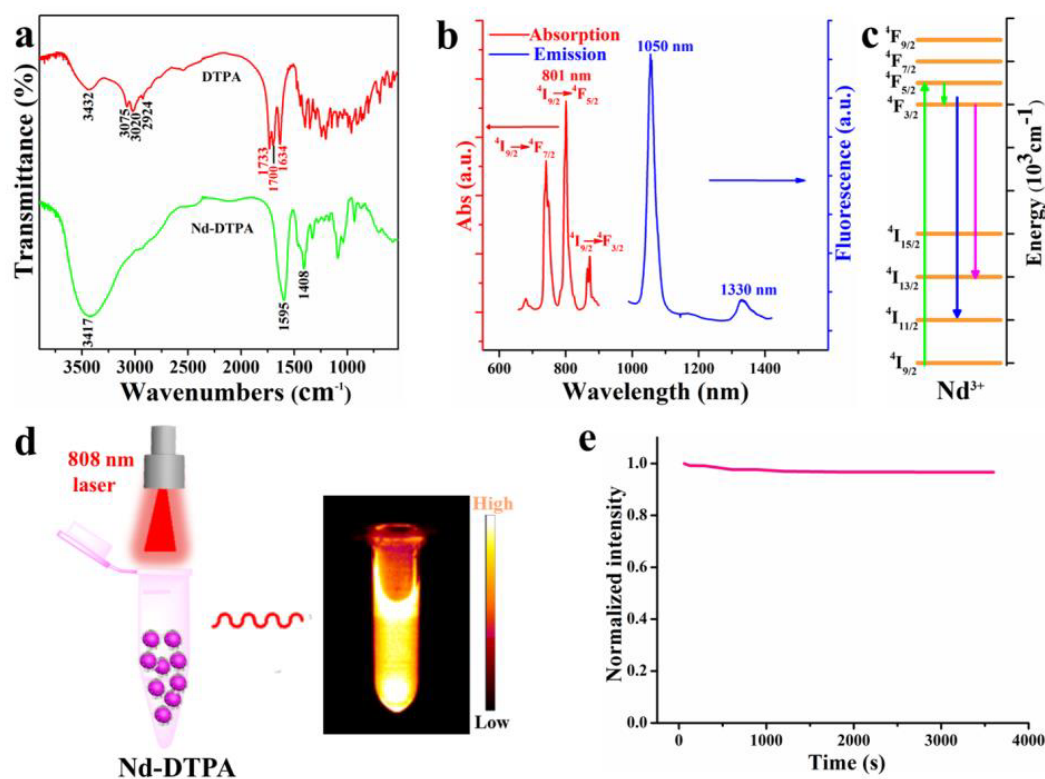 a
DTPA
3432
3075
3020
2924
1733
1700
1634
Nd-DTPA
3417
1595
1408
Transmittance (%)
3500 3000 2500 2000 1500 1000
Wavenumbers (cm⁻¹)
b
Absorption
Emission
801 nm
⁴I₉/₂→⁴F₅/₂
⁴I₉/₂→⁴F₇/₂
⁴I₉/₂→⁴F₃/₂
1050 nm
1330 nm
Abs (a.u.)
Fluorescence (a.u.)
600 800 1000 1200 1400
Wavelength (nm)
c
⁴F₉/₂
⁴F₇/₂
⁴F₅/₂
⁴F₃/₂
⁴I₁₅/₂
⁴I₁₃/₂
⁴I₁₁/₂
⁴I₉/₂
Nd³⁺
Energy (10³cm⁻¹)
d
808 nm
laser
Nd-DTPA
High
Low
e
Normalized intensity
1.0
0.8
0.6
0.4
0.2
0.0
0 1000 2000 3000 4000
Time (s)